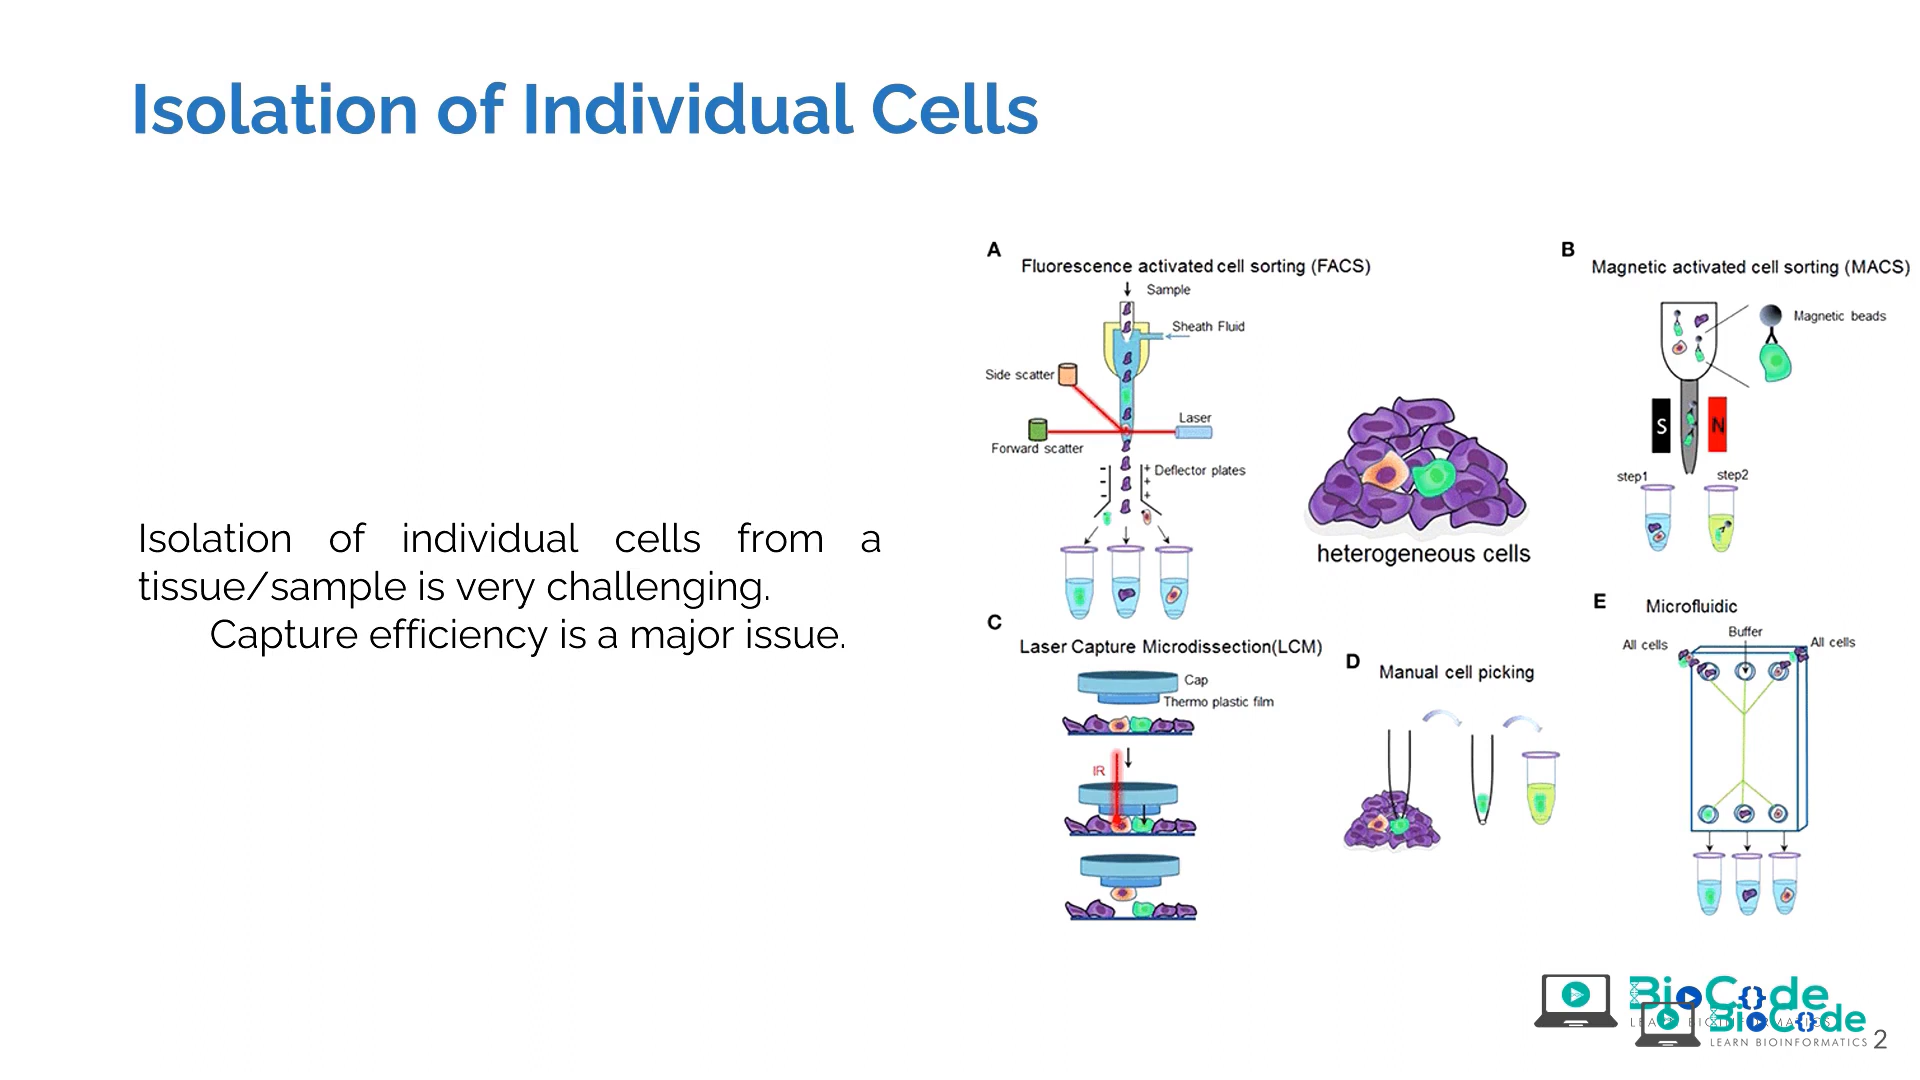 Isolation of Individual Cells
Isolation of individual cells from a
tissue/sample is very challenging.
Capture efficiency is a major issue.
A
Fluorescence activated cell sorting (FACS)
Sample
Sheath Fluid
Side scatter
Laser
Forward scatter
- + Deflector plates
- +
- +
heterogeneous cells
B
Magnetic activated cell sorting (MACS)
Magnetic beads
S N
step1 step2
C
Laser Capture Microdissection(LCM)
Cap
Thermo plastic film
IR
D
Manual cell picking
E
Microfluidic
Buffer
All cells All cells
BioCode
LEARN BIOINFORMATICS
BioCode
LEARN BIOINFORMATICS
2